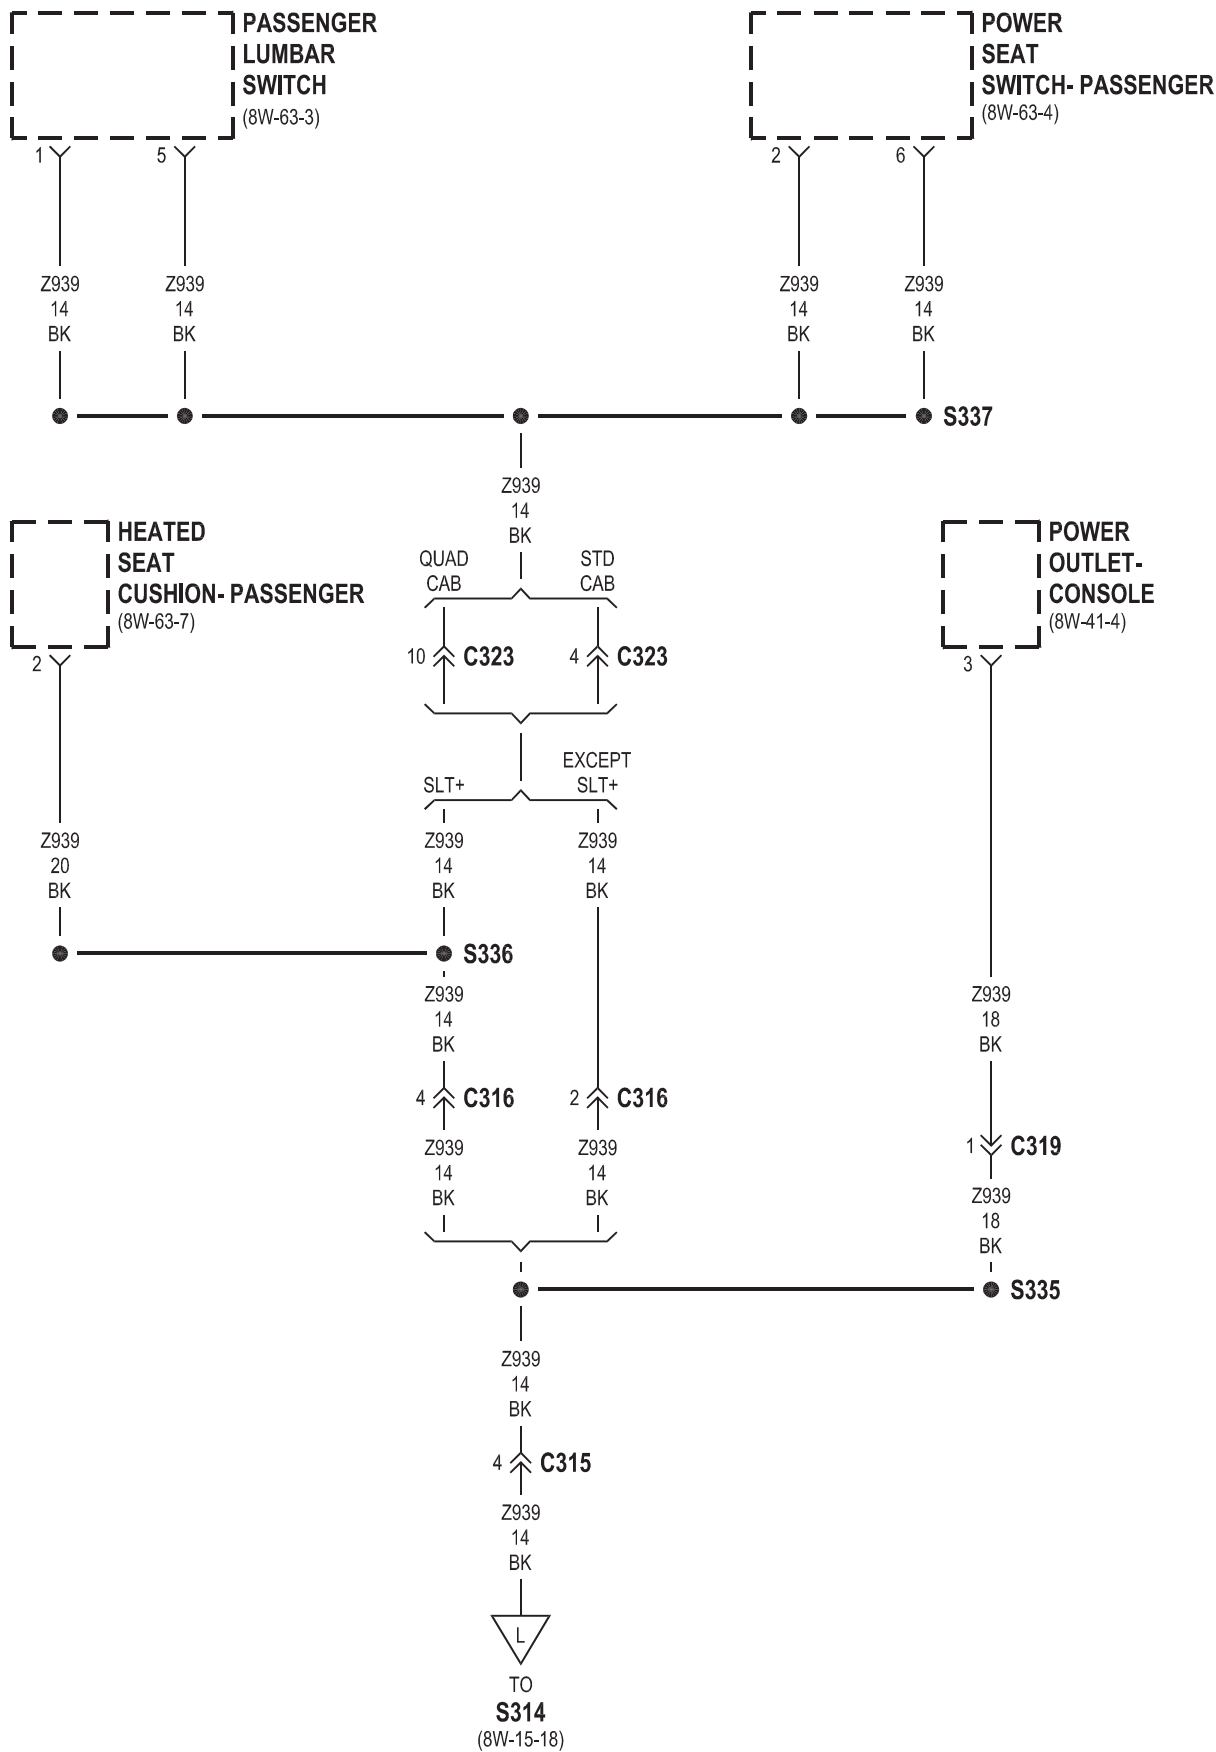 PASSENGER
LUMBAR
SWITCH
(8W-63-3)
POWER
SEAT
SWITCH- PASSENGER
(8W-63-4)
1
5
2
6
Z939
14
BK
Z939
14
BK
Z939
14
BK
Z939
14
BK
S337
Z939
14
BK
HEATED
SEAT
CUSHION- PASSENGER
(8W-63-7)
2
QUAD
CAB
STD
CAB
POWER
OUTLET-
CONSOLE
(8W-41-4)
3
10
C323
4
C323
SLT+
EXCEPT
SLT+
Z939
20
BK
Z939
14
BK
Z939
14
BK
S336
Z939
14
BK
Z939
18
BK
4
C316
2
C316
1
C319
Z939
14
BK
Z939
14
BK
Z939
18
BK
S335
Z939
14
BK
4
C315
Z939
14
BK
L
TO
S314
(8W-15-18)